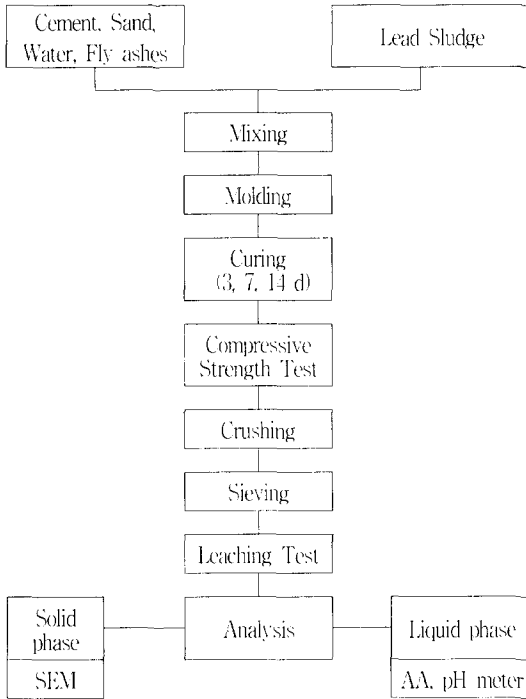 Cement, Sand,
Water, Fly ashes
Lead Sludge
Mixing
Molding
Curing
(3, 7, 14 d)
Compressive
Strength Test
Crushing
Sieving
Leaching Test
Solid
phase
SEM
Analysis
Liquid phase
AA, pH meter